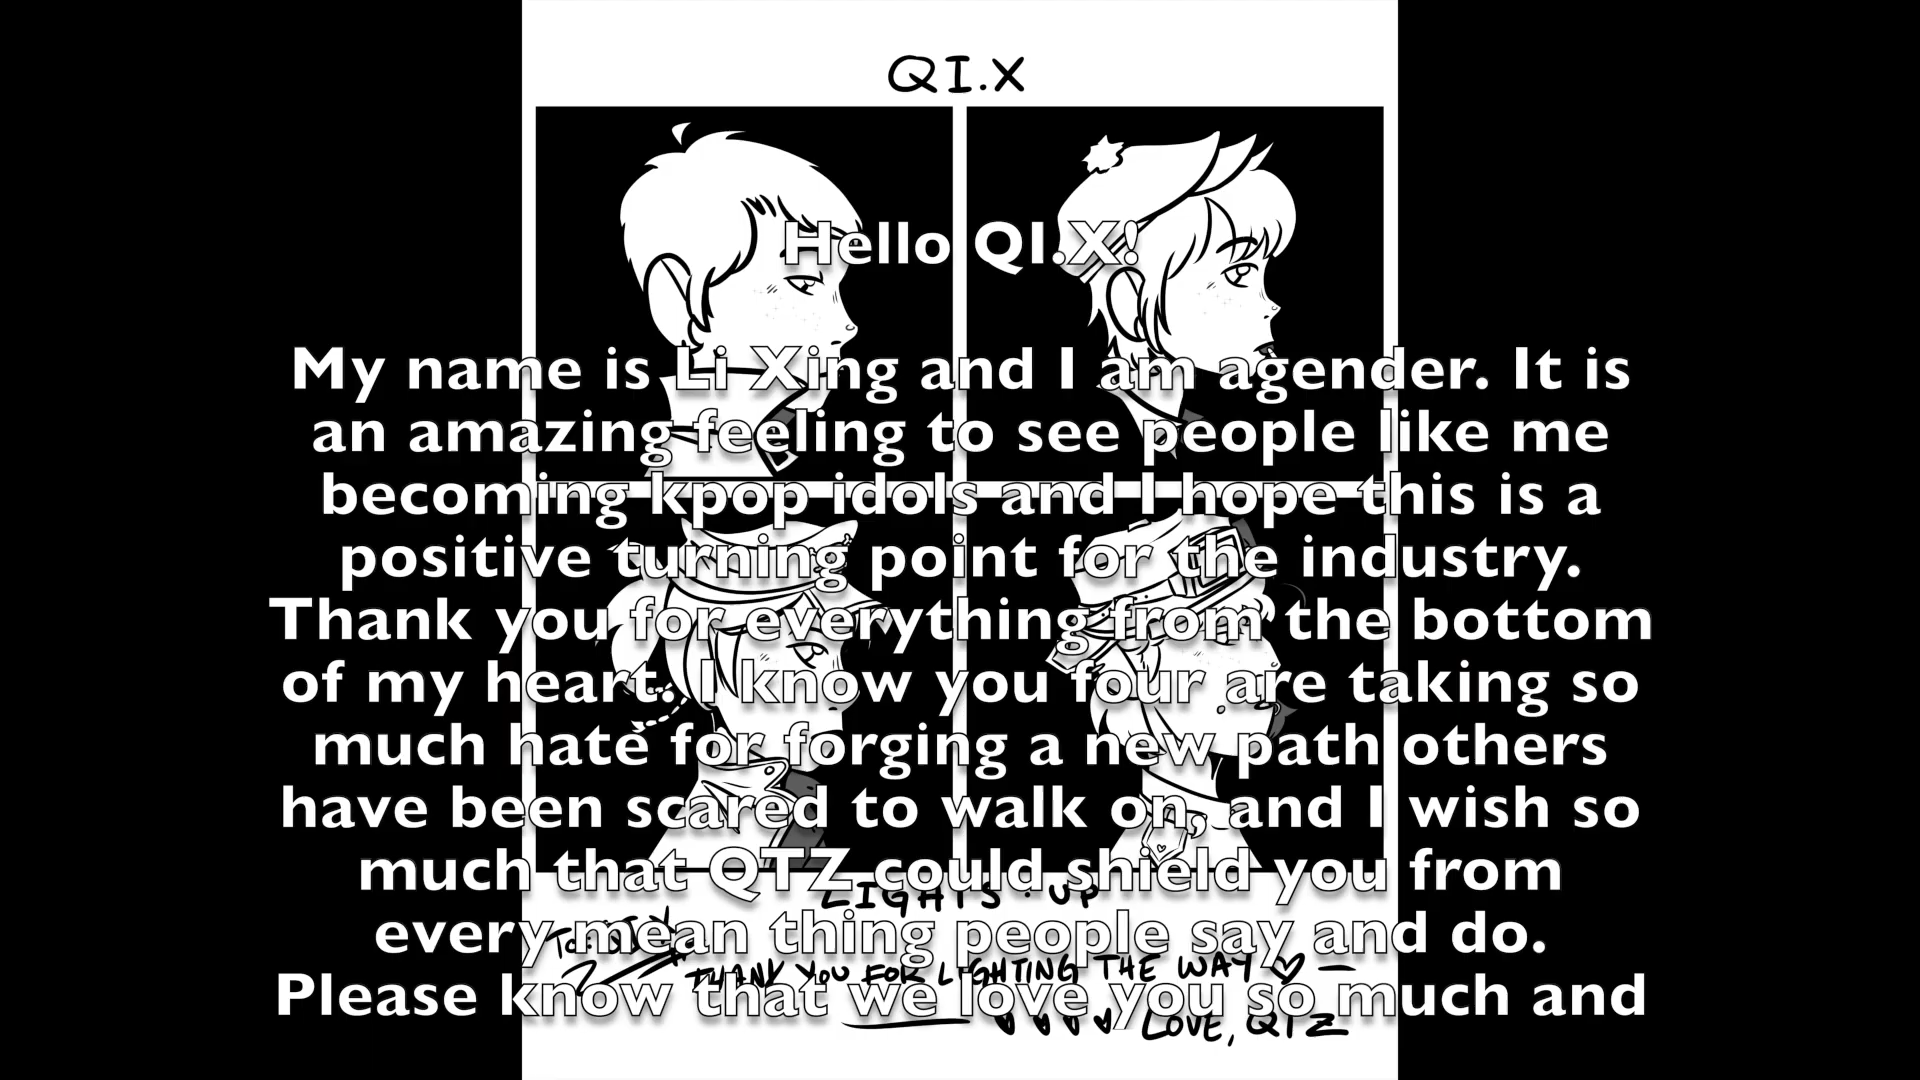 QI.X
Hello QI.X!
My name is Li Xing and I am agender. It is
an amazing feeling to see people like me
becoming kpop idols and I hope this is a
positive turning point for the industry.
Thank you for everything from the bottom
of my heart. I know you four are taking so
much hate for forging a new path others
have been scared to walk on, and I wish so
much that QTZ could shield you from
LIGHTS UP
every mean thing people say and do.
To: QI.X
THANK YOU FOR LIGHTING THE WAY ♡ —
Please know that we love you so much and
LOVE, QTZ